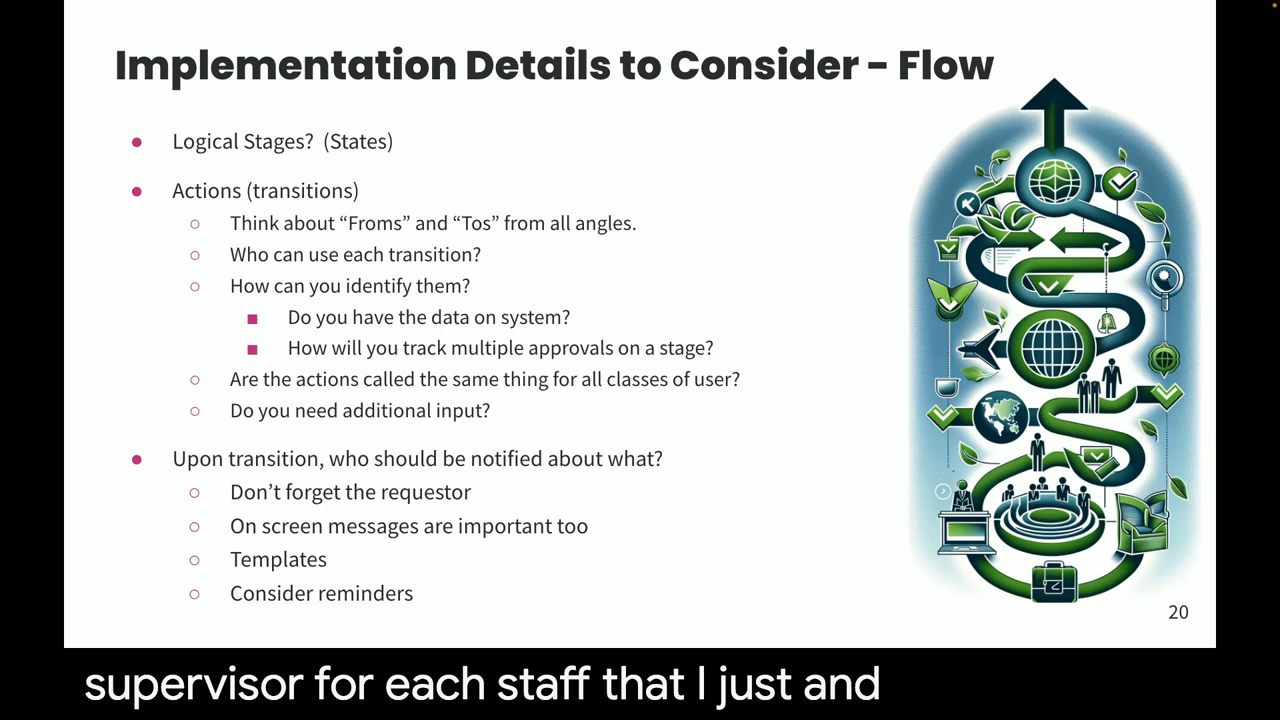 Implementation Details to Consider - Flow
● Logical Stages? (States)
● Actions (transitions)
○ Think about “Froms” and “Tos” from all angles.
○ Who can use each transition?
○ How can you identify them?
■ Do you have the data on system?
■ How will you track multiple approvals on a stage?
○ Are the actions called the same thing for all classes of user?
○ Do you need additional input?
● Upon transition, who should be notified about what?
○ Don’t forget the requestor
○ On screen messages are important too
○ Templates
○ Consider reminders
20
supervisor for each staff that I just and